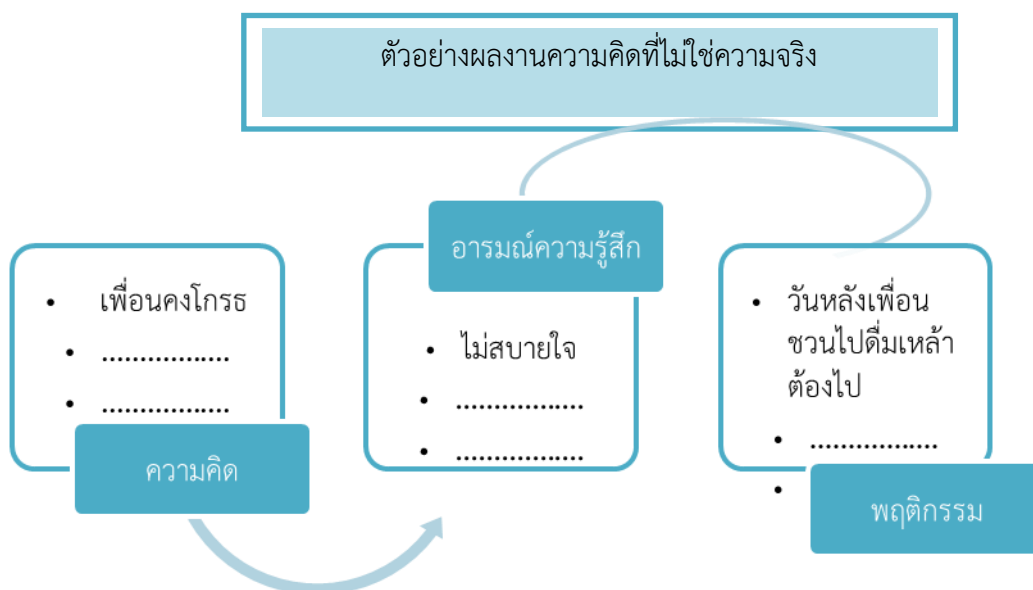 ตัวอย่างผลงานความคิดที่ไม่ใช่ความจริง
• เพื่อนคงโกรธ
• .................
• .................
ความคิด
อารมณ์ความรู้สึก
• ไม่สบายใจ
• .................
• .................
• วันหลังเพื่อน
ชวนไปดื่มเหล้า
ต้องไป
• .................
•
พฤติกรรม